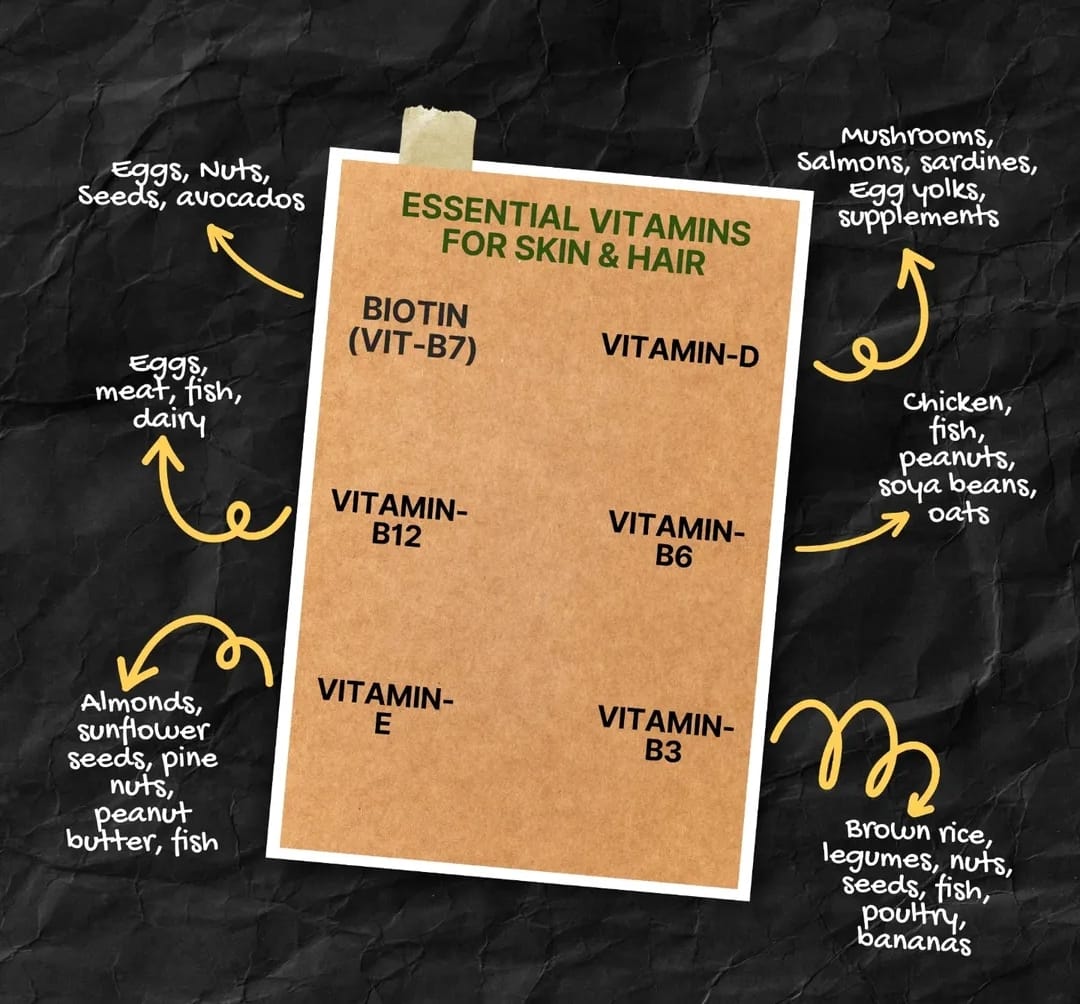 ESSENTIAL VITAMINS
FOR SKIN & HAIR
Eggs, Nuts,
Seeds, avocados
BIOTIN
(VIT-B7)
Mushrooms,
Salmons, sardines,
Egg yolks,
supplements
VITAMIN-D
Eggs,
meat, fish,
dairy
VITAMIN-
B12
Chicken,
fish,
peanuts,
soya beans,
oats
VITAMIN-
B6
Almonds,
sunflower
seeds, pine
nuts,
peanut
butter, fish
VITAMIN-
E
VITAMIN-
B3
Brown rice,
legumes, nuts,
seeds, fish,
poultry,
bananas